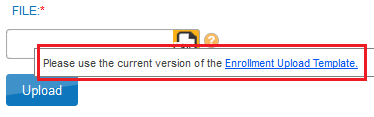 FILE:*
?
Please use the current version of the Enrollment Upload Template.
Upload